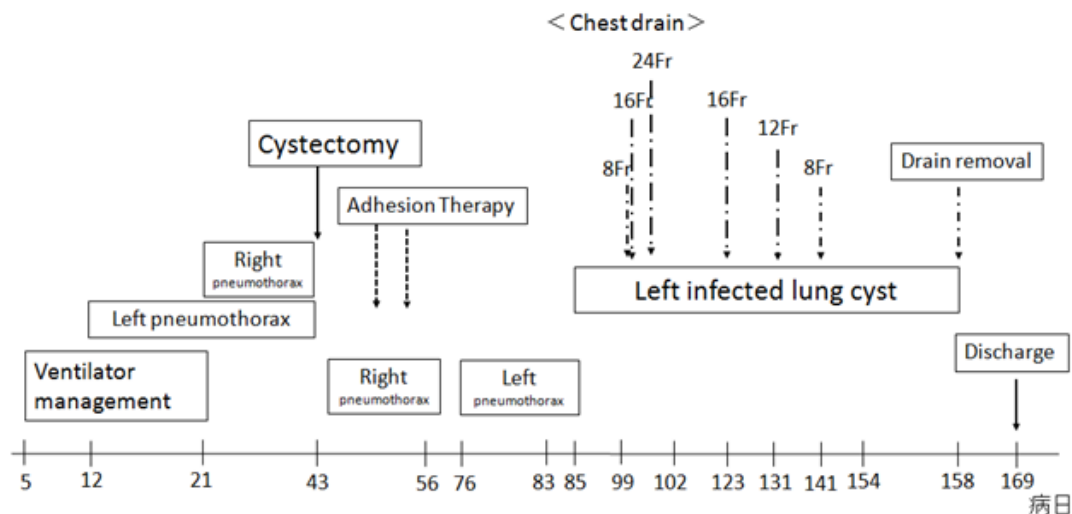 ＜Chest drain＞
24Fr
16Fr
16Fr
12Fr
8Fr
8Fr
Drain removal
Cystectomy
Adhesion Therapy
Right
pneumothorax
Left infected lung cyst
Left pneumothorax
Discharge
Ventilator
management
Right
pneumothorax
Left
pneumothorax
5 12 21 43 56 76 83 85 99 102 123 131 141 154 158 169
病日